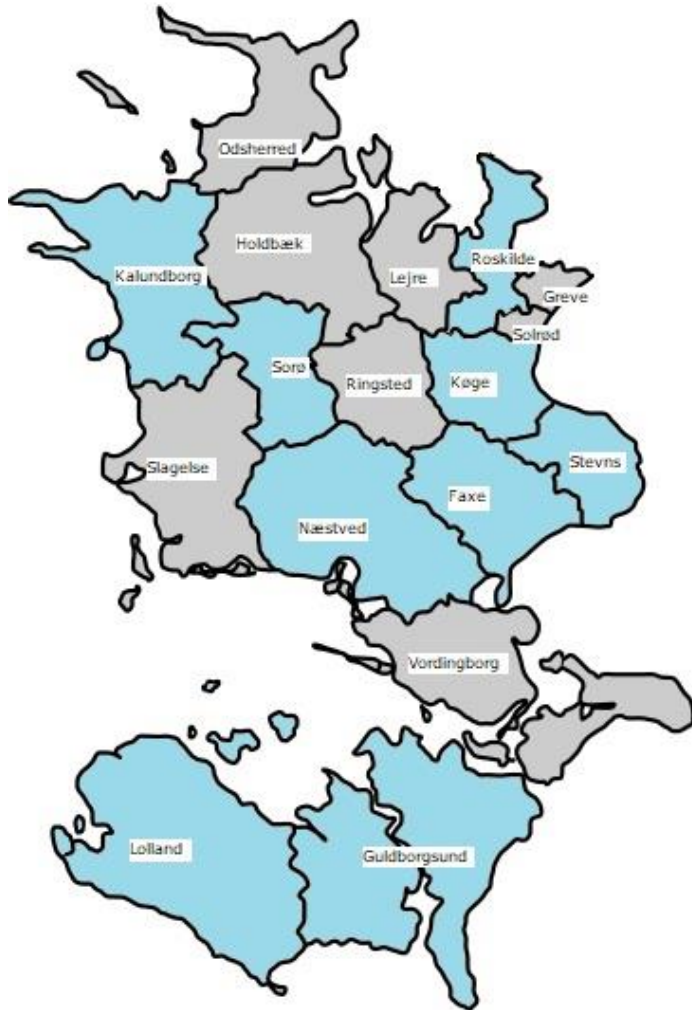 Odsherred
Holdbæk
Roskilde
Kalundborg
Lejre
Greve
Solrød
Sorø
Ringsted
Køge
Slagelse
Stevns
Faxe
Næstved
Vordingborg
Lolland
Guldborgsund